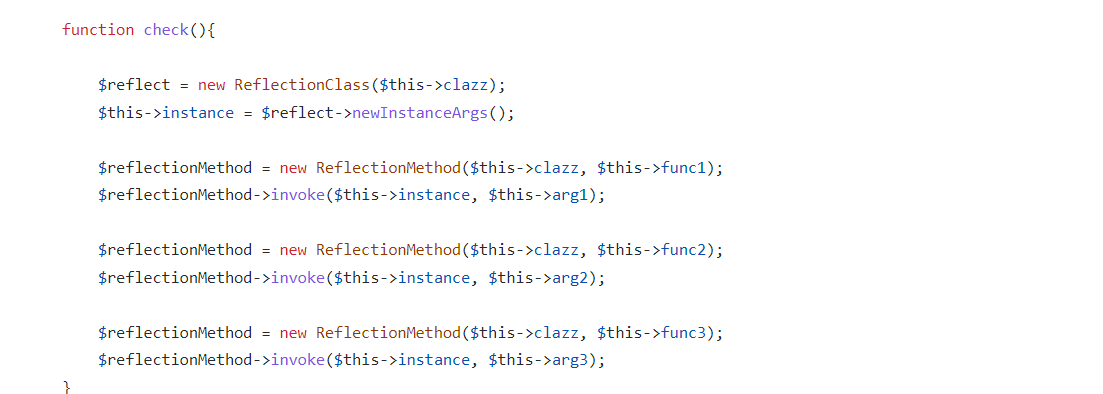 function check(){
$reflect = new ReflectionClass($this->clazz);
$this->instance = $reflect->newInstanceArgs();
$reflectionMethod = new ReflectionMethod($this->clazz, $this->func1);
$reflectionMethod->invoke($this->instance, $this->arg1);
$reflectionMethod = new ReflectionMethod($this->clazz, $this->func2);
$reflectionMethod->invoke($this->instance, $this->arg2);
$reflectionMethod = new ReflectionMethod($this->clazz, $this->func3);
$reflectionMethod->invoke($this->instance, $this->arg3);
}